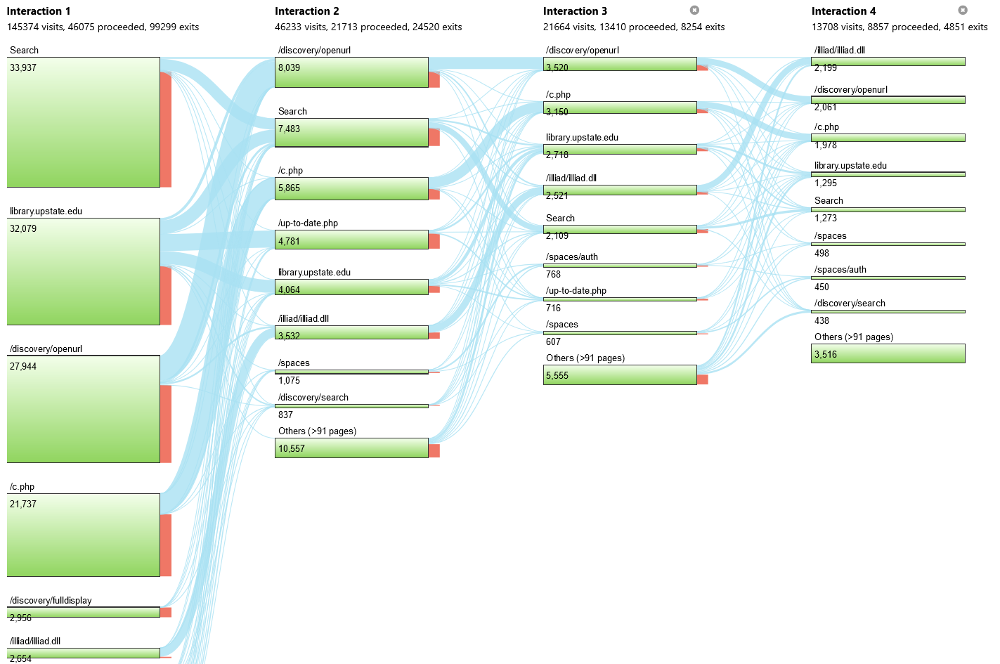 Interaction 1
145374 visits, 46075 proceeded, 99299 exits
Search
33,937
library.upstate.edu
32,079
/discovery/openurl
27,944
/c.php
21,737
/discovery/fulldisplay
2,956
/illiad/illiad.dll
2,654
Interaction 2
46233 visits, 21713 proceeded, 24520 exits
/discovery/openurl
8,039
Search
7,483
/c.php
5,865
/up-to-date.php
4,781
library.upstate.edu
4,064
/illiad/illiad.dll
3,532
/spaces
1,075
/discovery/search
837
Others (>91 pages)
10,557
Interaction 3
21664 visits, 13410 proceeded, 8254 exits
/discovery/openurl
3,520
/c.php
3,150
library.upstate.edu
2,718
/illiad/illiad.dll
2,521
Search
2,109
/spaces/auth
768
/up-to-date.php
716
/spaces
607
Others (>91 pages)
5,555
Interaction 4
13708 visits, 8857 proceeded, 4851 exits
/illiad/illiad.dll
2,199
/discovery/openurl
2,061
/c.php
1,978
library.upstate.edu
1,295
Search
1,273
/spaces
498
/spaces/auth
450
/discovery/search
438
Others (>91 pages)
3,516